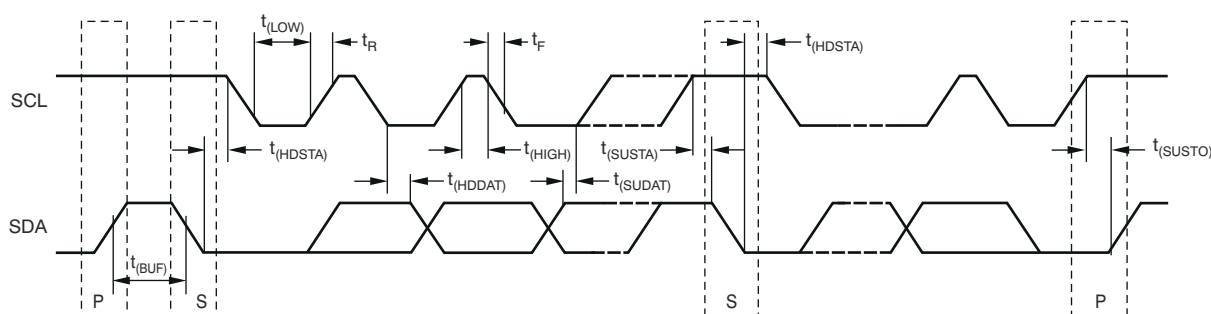 t(LOW)
tR
tF
t(HDSTA)
SCL
t(HDSTA)
t(HIGH)
t(SUSTA)
t(SUSTO)
t(HDDAT)
t(SUDAT)
SDA
t(BUF)
P
S
S
P